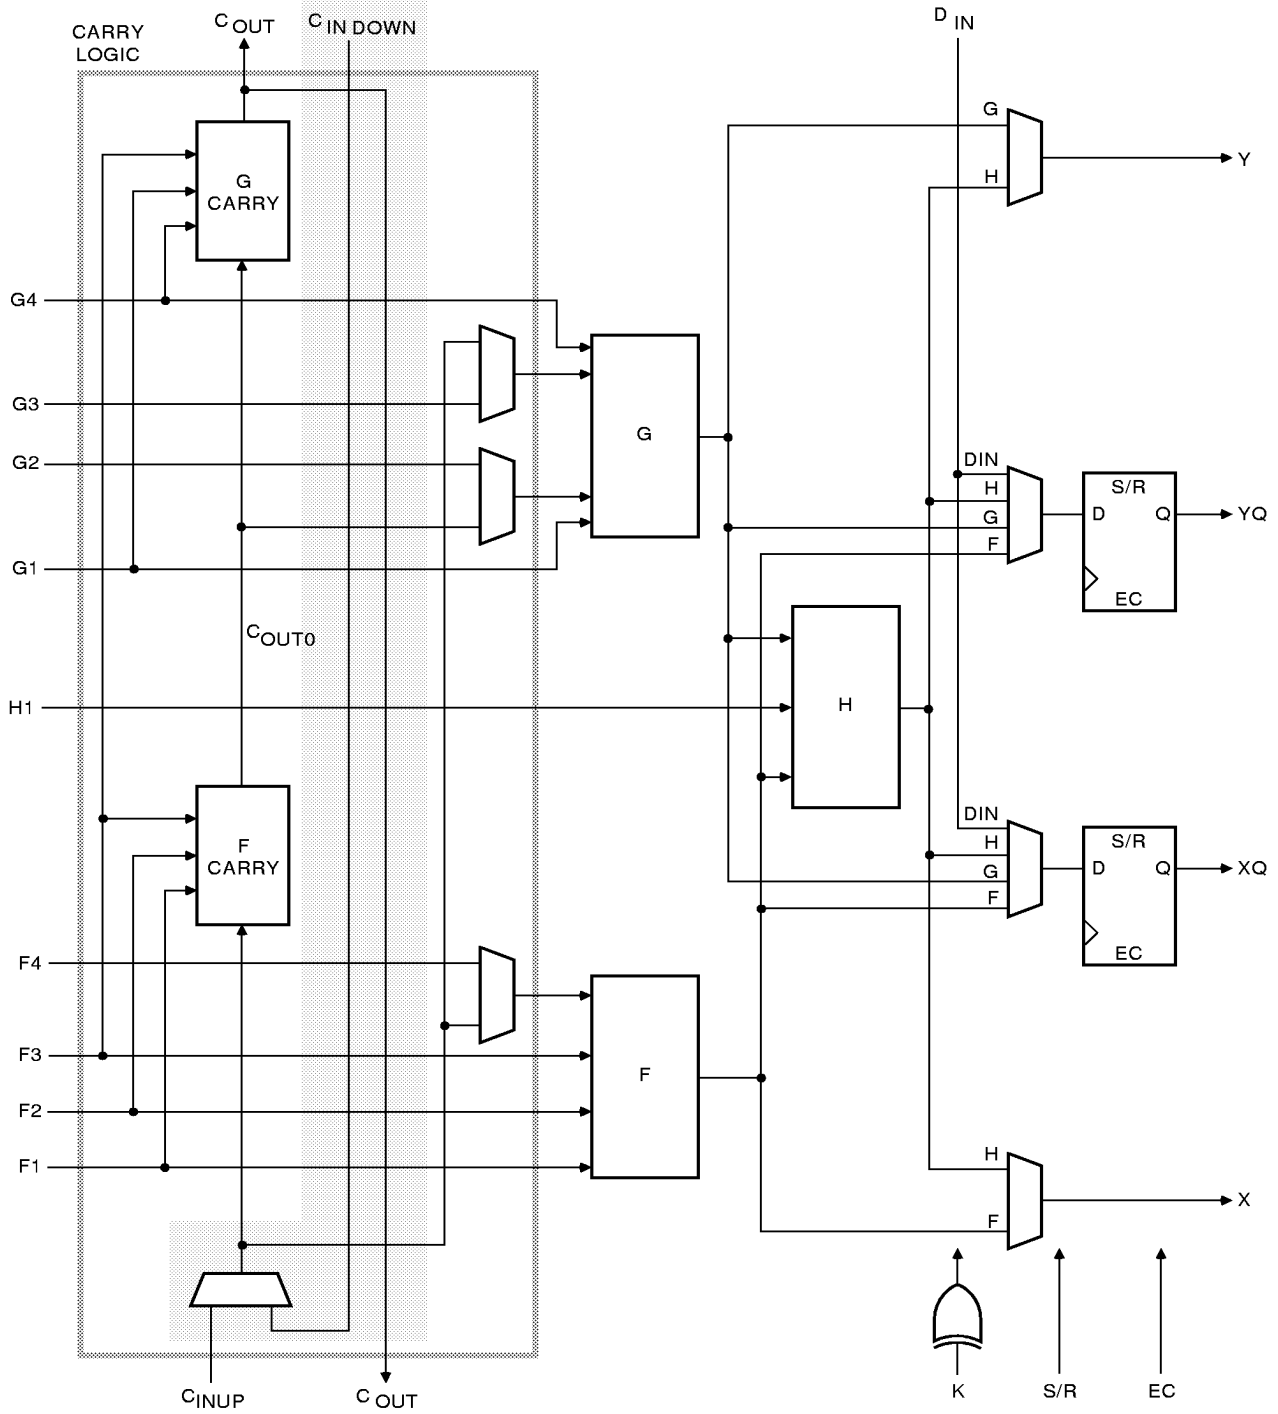 C OUT
C IN DOWN
D IN
CARRY
LOGIC
G
Y
G
CARRY
H
G4
G3
G
G2
DIN
S/R
H
D Q YQ
G
F
G1
EC
C OUT0
H1
H
DIN
S/R
F
CARRY
H
D Q XQ
G
F
F4
EC
F3
F
F2
F1
H
X
F
C INUP
C OUT
K
S/R
EC